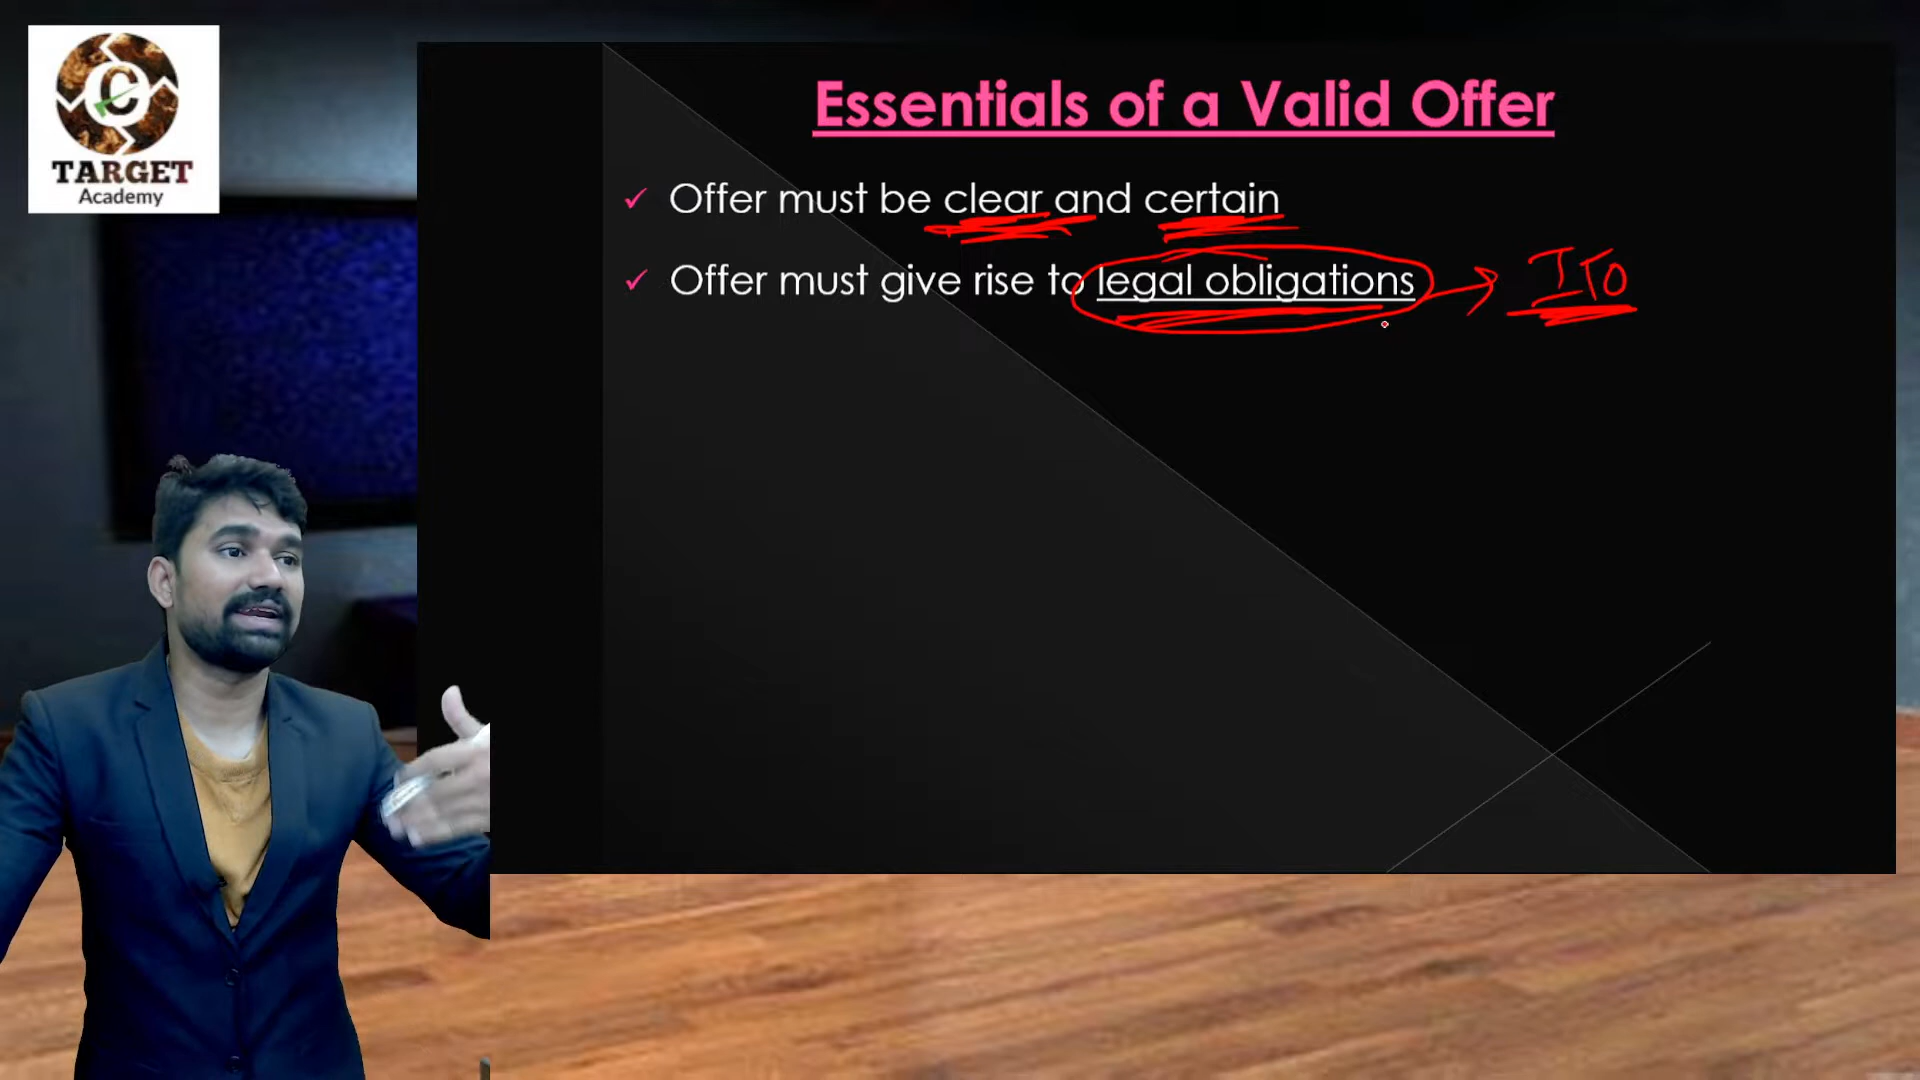 C
TARGET
Academy
Essentials of a Valid Offer
✓ Offer must be clear and certain
✓ Offer must give rise to legal obligations → ITO